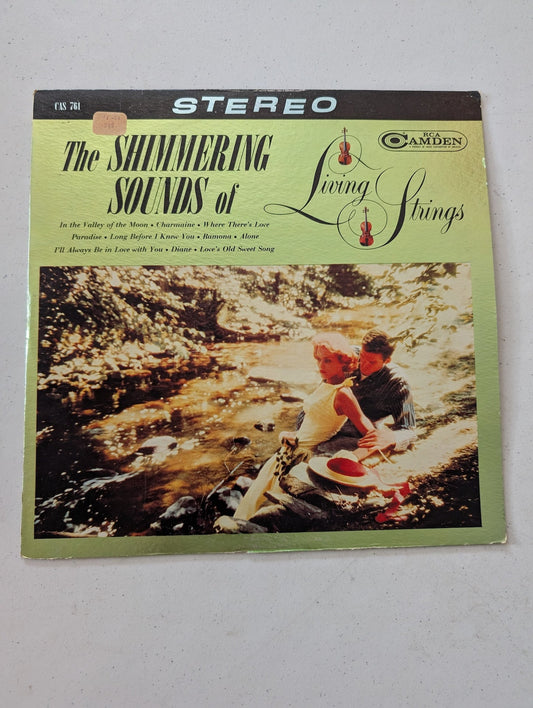 CAS 761
STEREO
RCA
CAMDEN
The SHIMMERING
SOUNDS of
Living Strings
In the Valley of the Moon • Charmaine • Where There's Love
Paradise • Long Before I Knew You • Ramona • Alone
I'll Always Be in Love with You • Diane • Love's Old Sweet Song